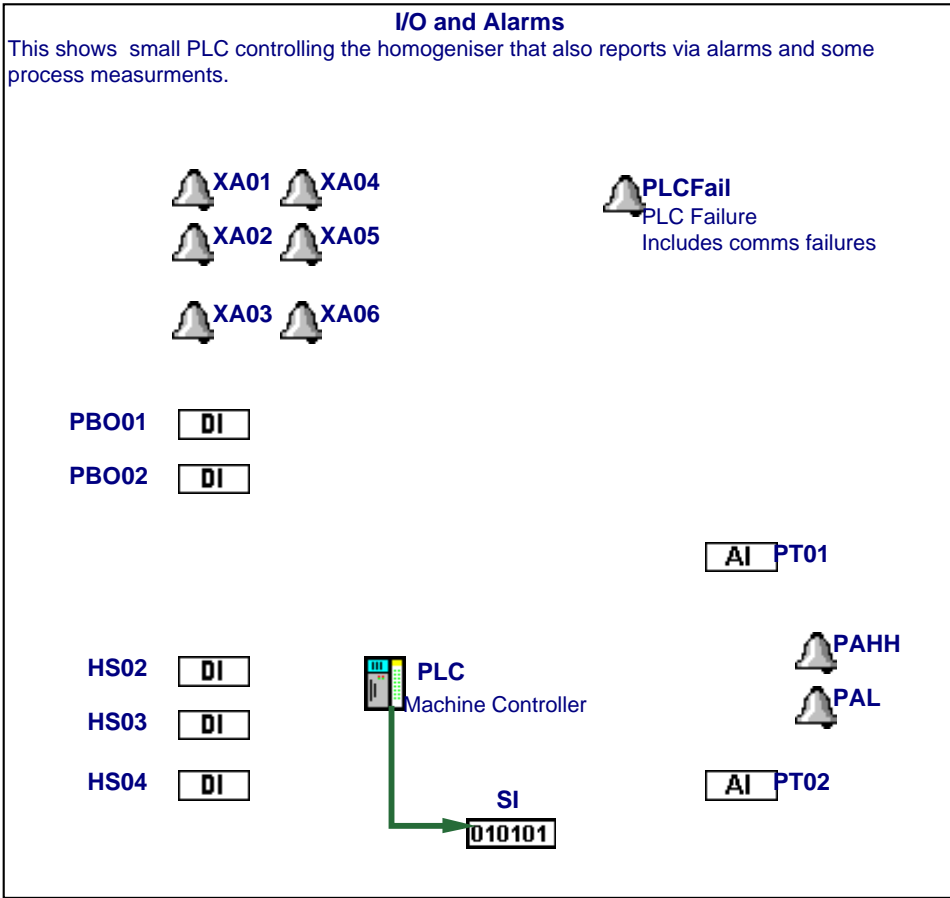 I/O and Alarms
This shows  small PLC controlling the homogeniser that also reports via alarms and some
process measurments.
XA01
XA04
PLCFail
PLC Failure
Includes comms failures
XA02
XA05
XA03
XA06
PBO01
DI
PBO02
DI
AI
PT01
HS02
DI
PLC
Machine Controller
PAHH
PAL
HS03
DI
HS04
DI
AI
PT02
SI
010101